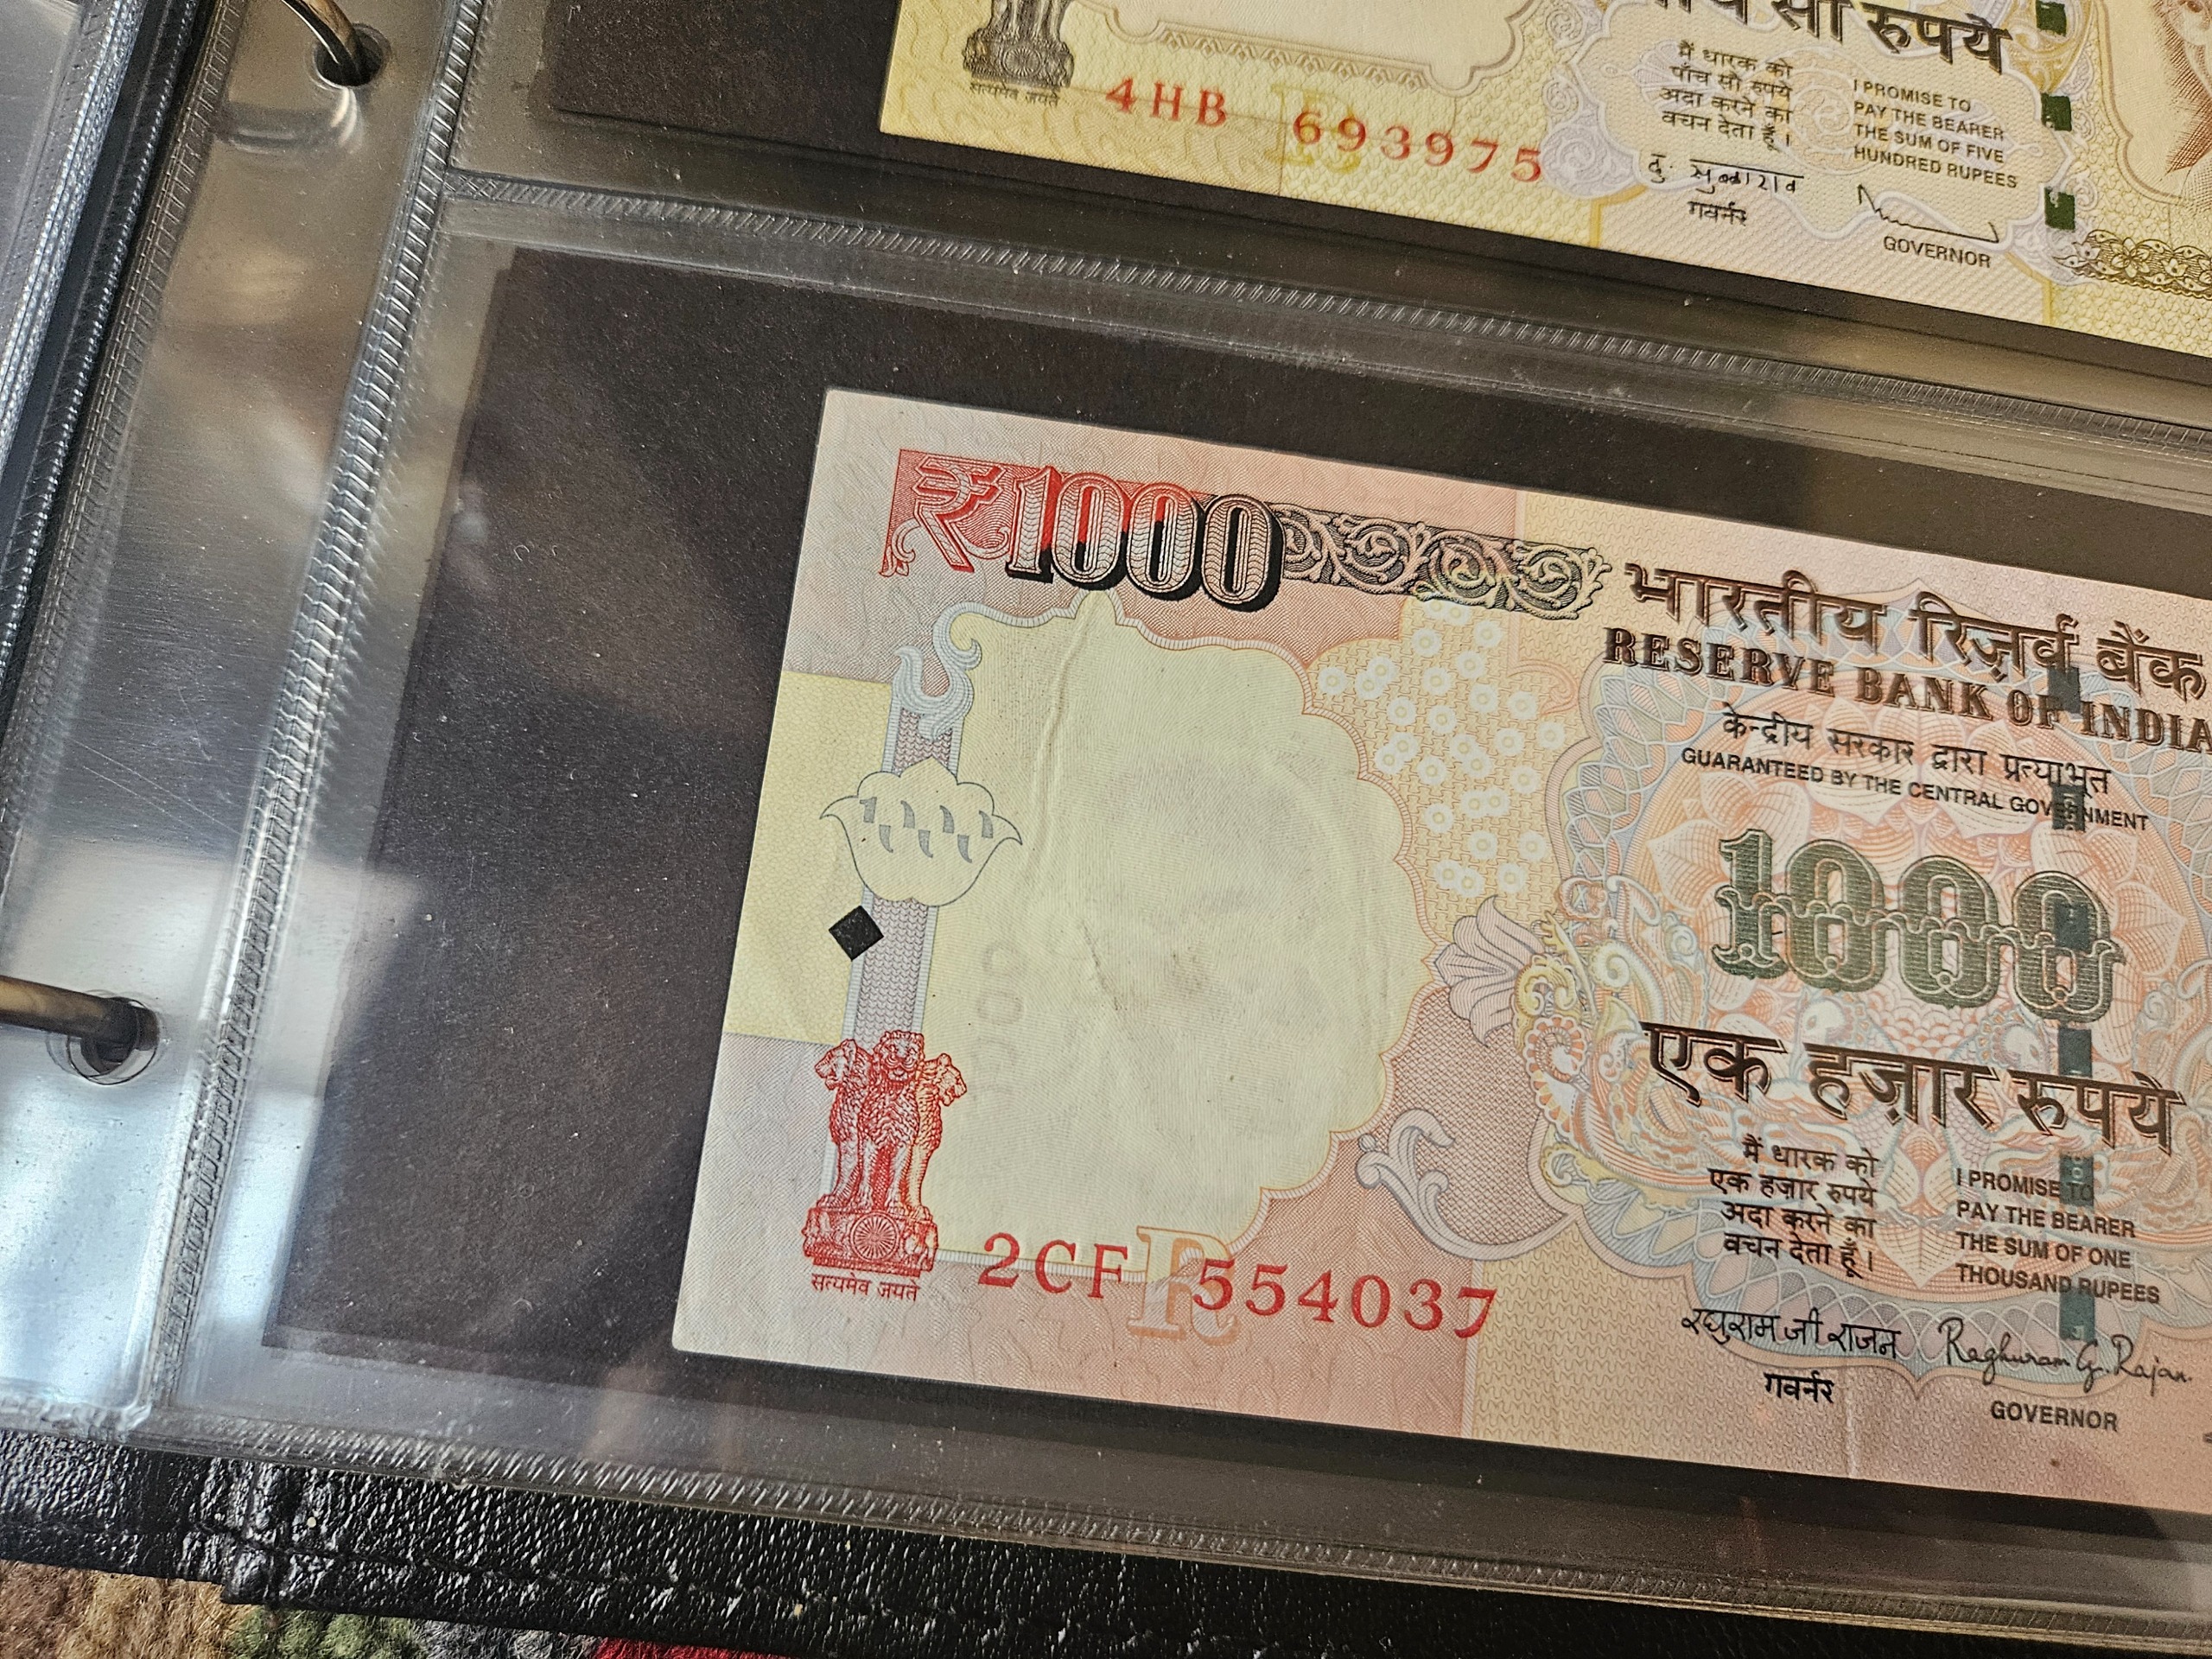 सौ रुपये
मैं धारक को
पाँच सौ रुपये
अदा करने का
वचन देता हूँ।
I PROMISE TO
PAY THE BEARER
THE SUM OF FIVE
HUNDRED RUPEES
सत्यमेव जयते
4HB 693975
दु. सुब्बाराव
गवर्नर
GOVERNOR
₹1000
भारतीय रिज़र्व बैंक
RESERVE BANK OF INDIA
केन्द्रीय सरकार द्वारा प्रत्याभूत
GUARANTEED BY THE CENTRAL GOVERNMENT
1000
एक हज़ार रुपये
मैं धारक को
एक हज़ार रुपये
अदा करने का
वचन देता हूँ।
I PROMISE TO
PAY THE BEARER
THE SUM OF ONE
THOUSAND RUPEES
सत्यमेव जयते
R
2CF 554037
रघुराम जी राजन
गवर्नर
Raghuram G. Rajan.
GOVERNOR